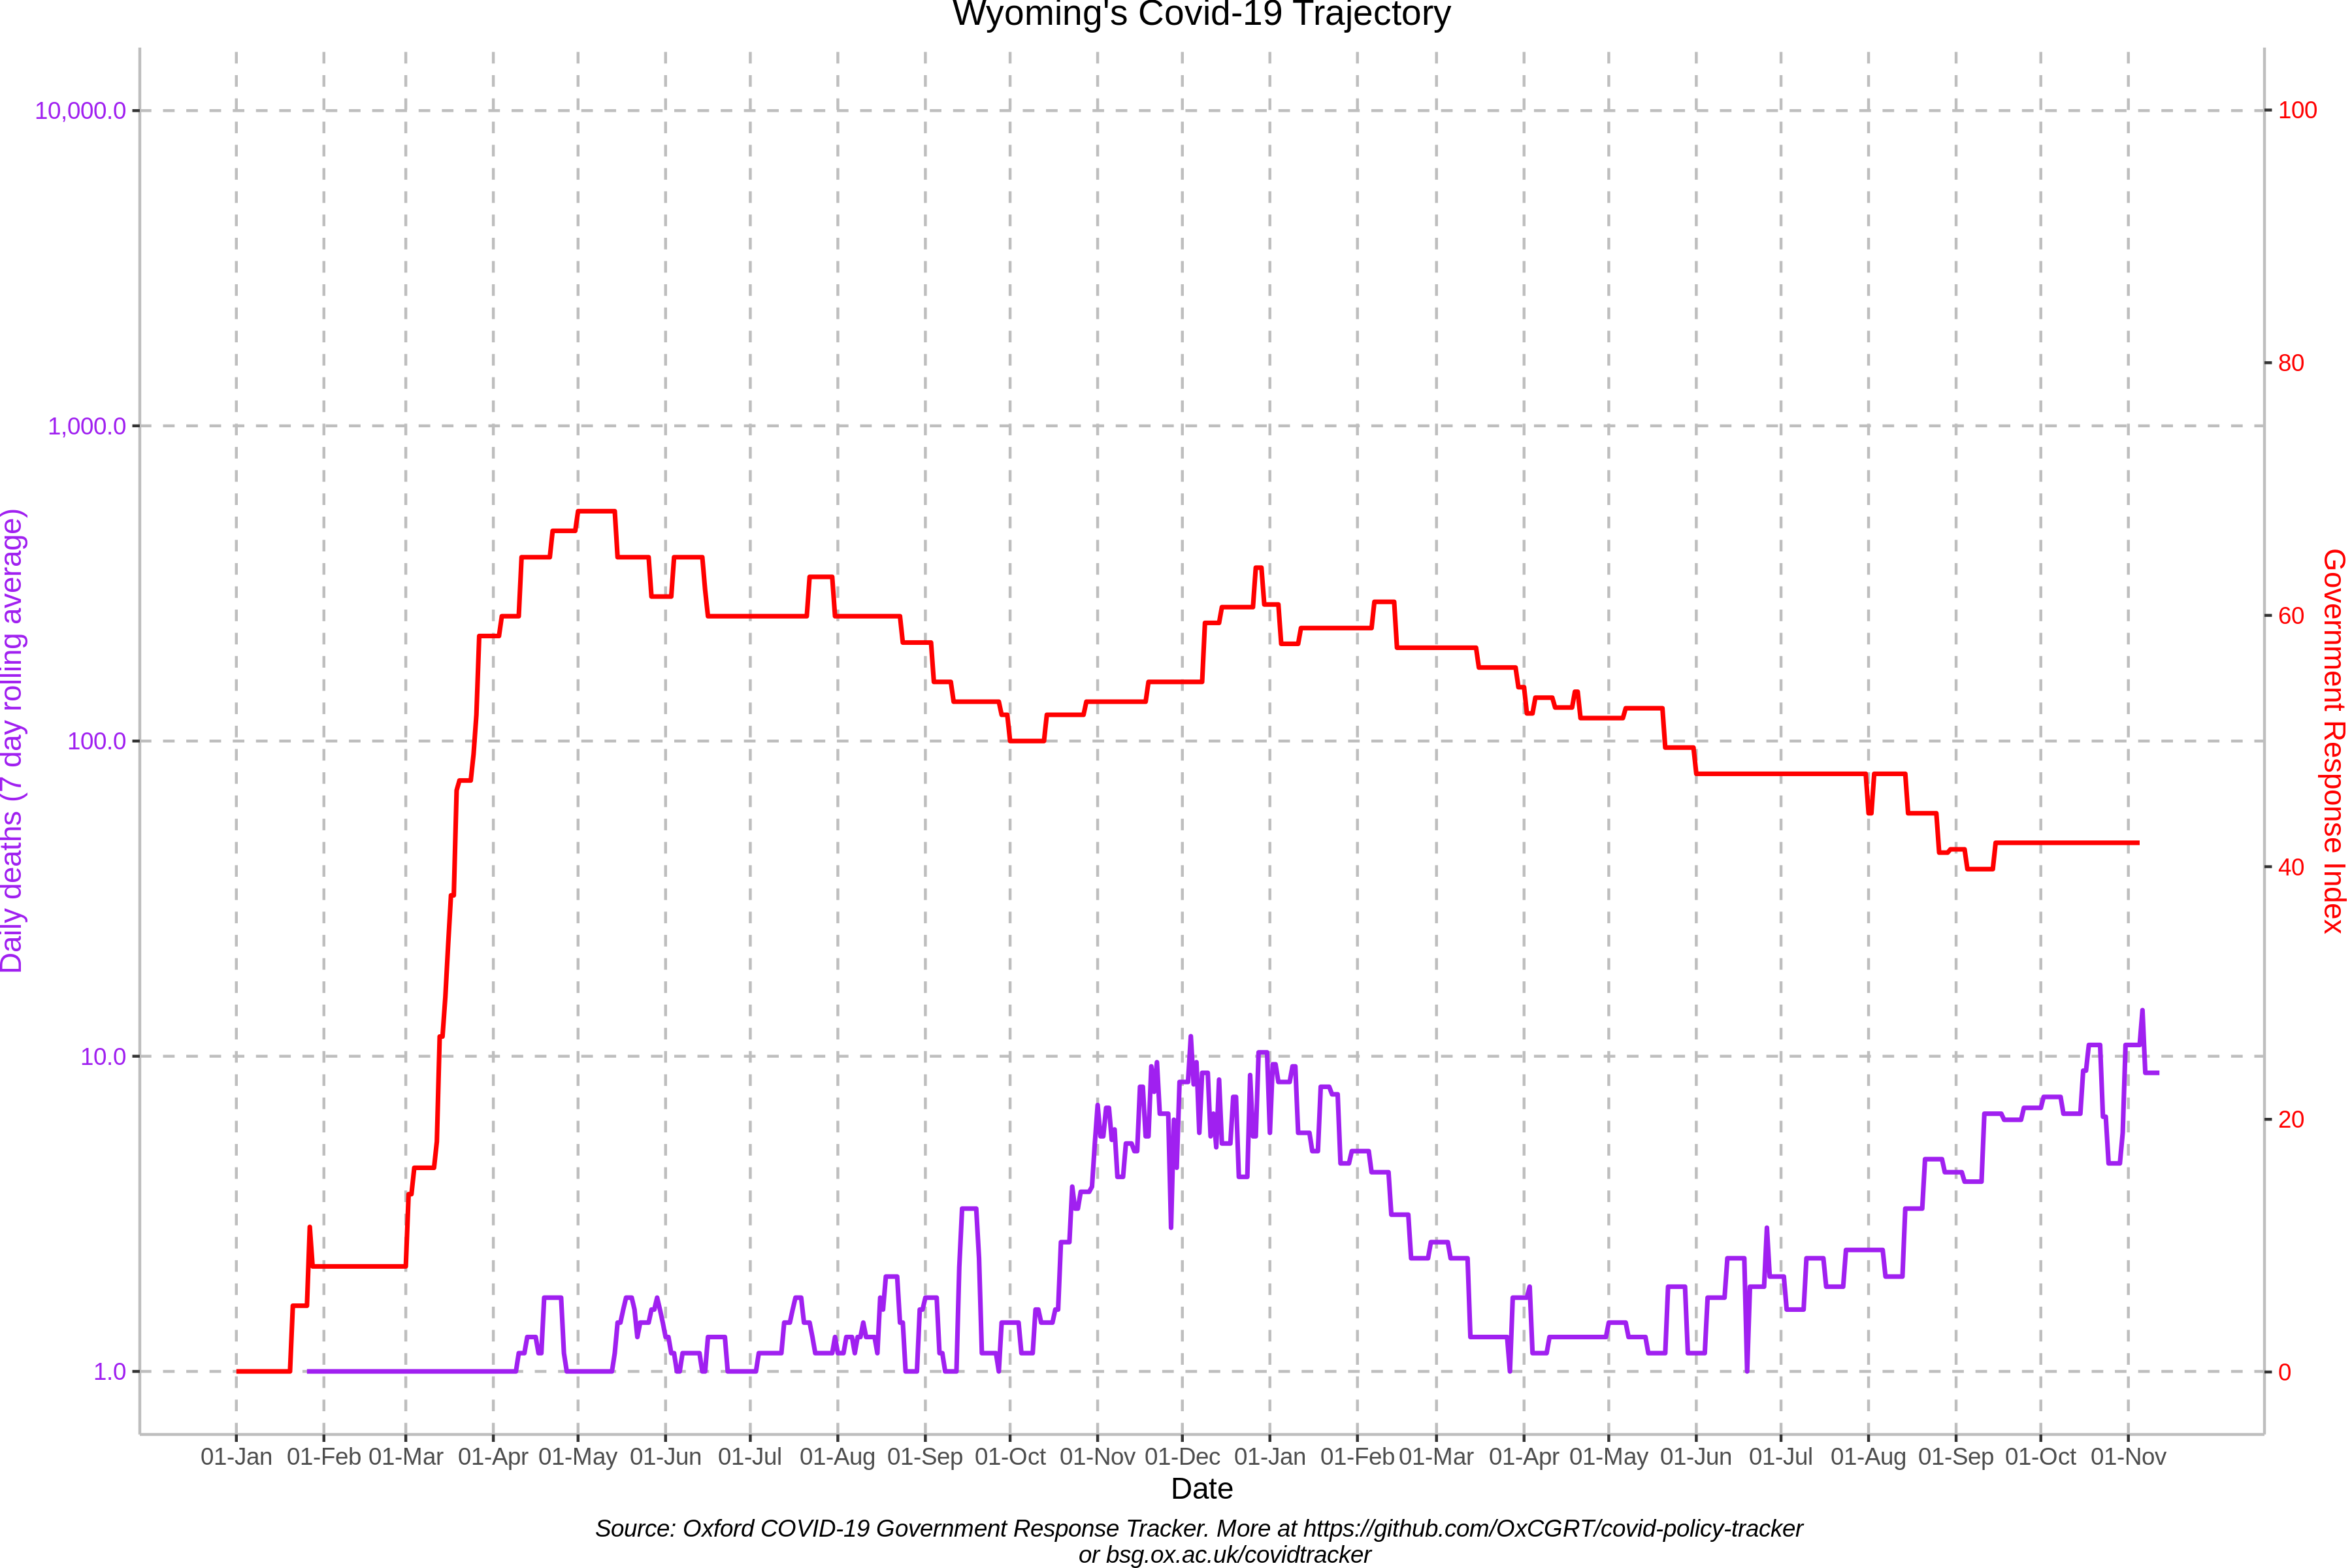 Wyoming's Covid-19 Trajectory
10,000.0
1,000.0
100.0
10.0
1.0
Daily deaths (7 day rolling average)
100
80
60
40
20
0
Government Response Index
01-Jan 01-Feb 01-Mar 01-Apr 01-May 01-Jun 01-Jul 01-Aug 01-Sep 01-Oct 01-Nov 01-Dec 01-Jan 01-Feb 01-Mar 01-Apr 01-May 01-Jun 01-Jul 01-Aug 01-Sep 01-Oct 01-Nov
Date
Source: Oxford COVID-19 Government Response Tracker. More at https://github.com/OxCGRT/covid-policy-tracker
or bsg.ox.ac.uk/covidtracker